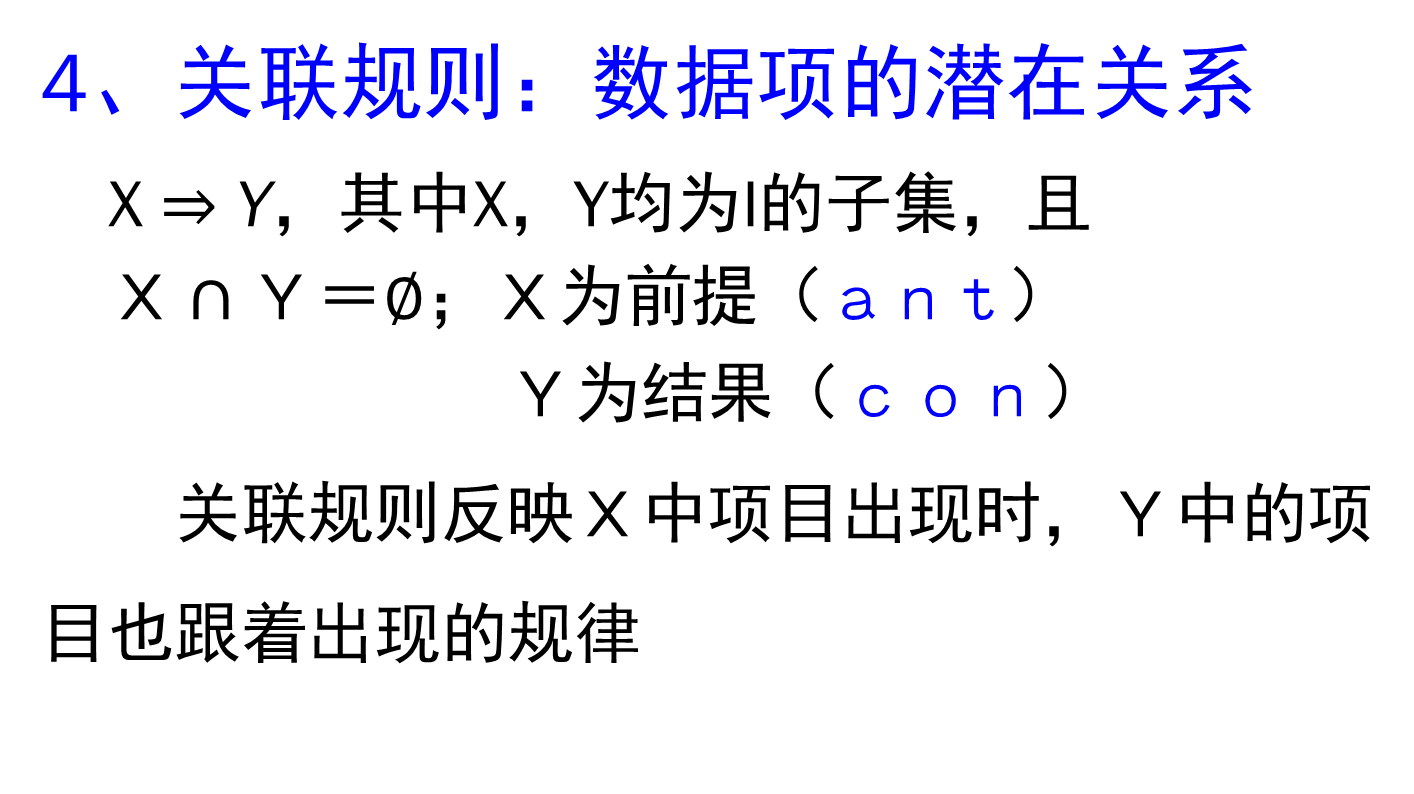 4、关联规则：数据项的潜在关系
X ⇒ Y，其中X，Y均为I的子集，且
X ∩ Y ＝∅；X 为前提（ａｎｔ）
Y 为结果（ｃｏｎ）
关联规则反映 X 中项目出现时， Y 中的项
目也跟着出现的规律